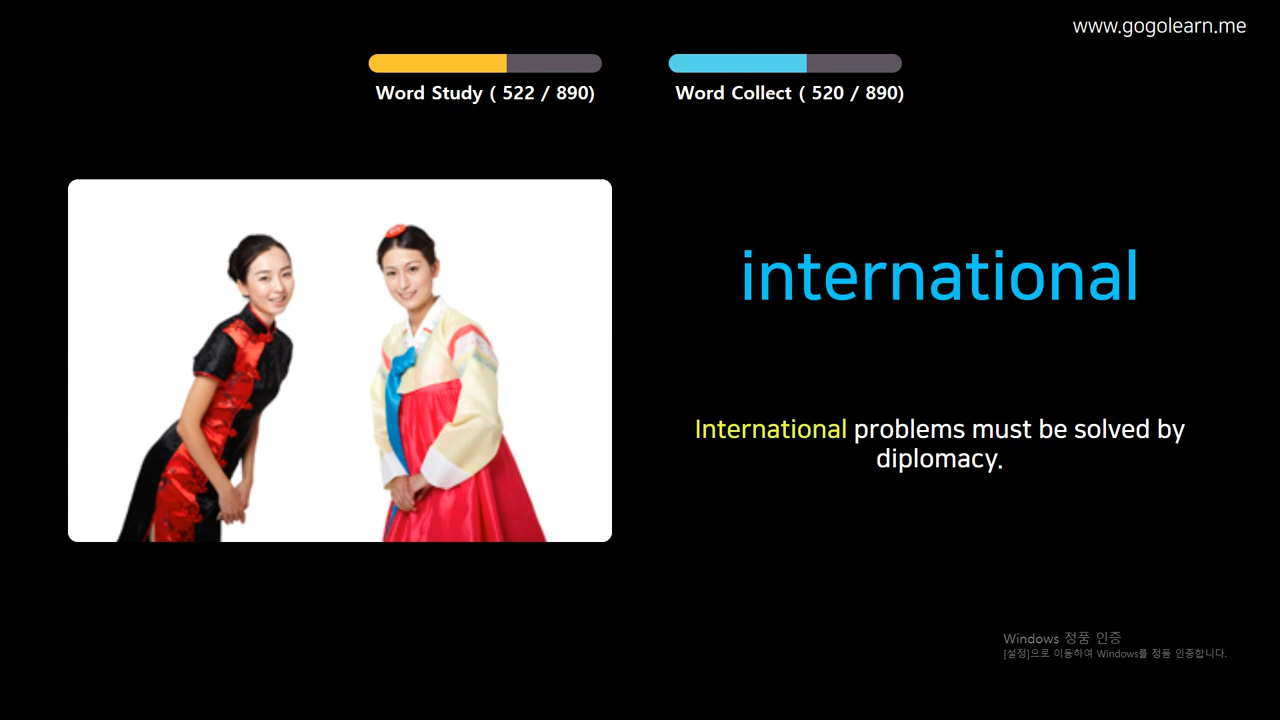 www.gogolearn.me
Word Study ( 522 / 890)
Word Collect ( 520 / 890)
international
International problems must be solved by
diplomacy.
Windows 정품 인증
[설정]으로 이동하여 Windows를 정품 인증합니다.